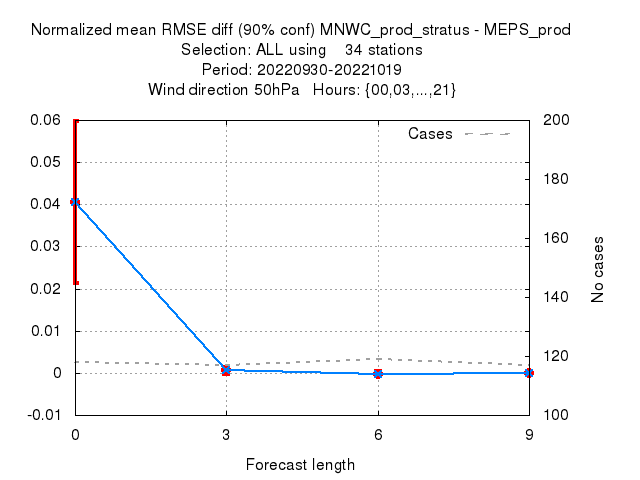 Normalized mean RMSE diff (90% conf) MNWC_prod_stratus - MEPS_prod
Selection: ALL using 34 stations
Period: 20220930-20221019
Wind direction 50hPa Hours: {00,03,...,21}
Cases
0.06
0.05
0.04
0.03
0.02
0.01
0
-0.01
200
180
160
140
120
100
No cases
0 3 6 9
Forecast length